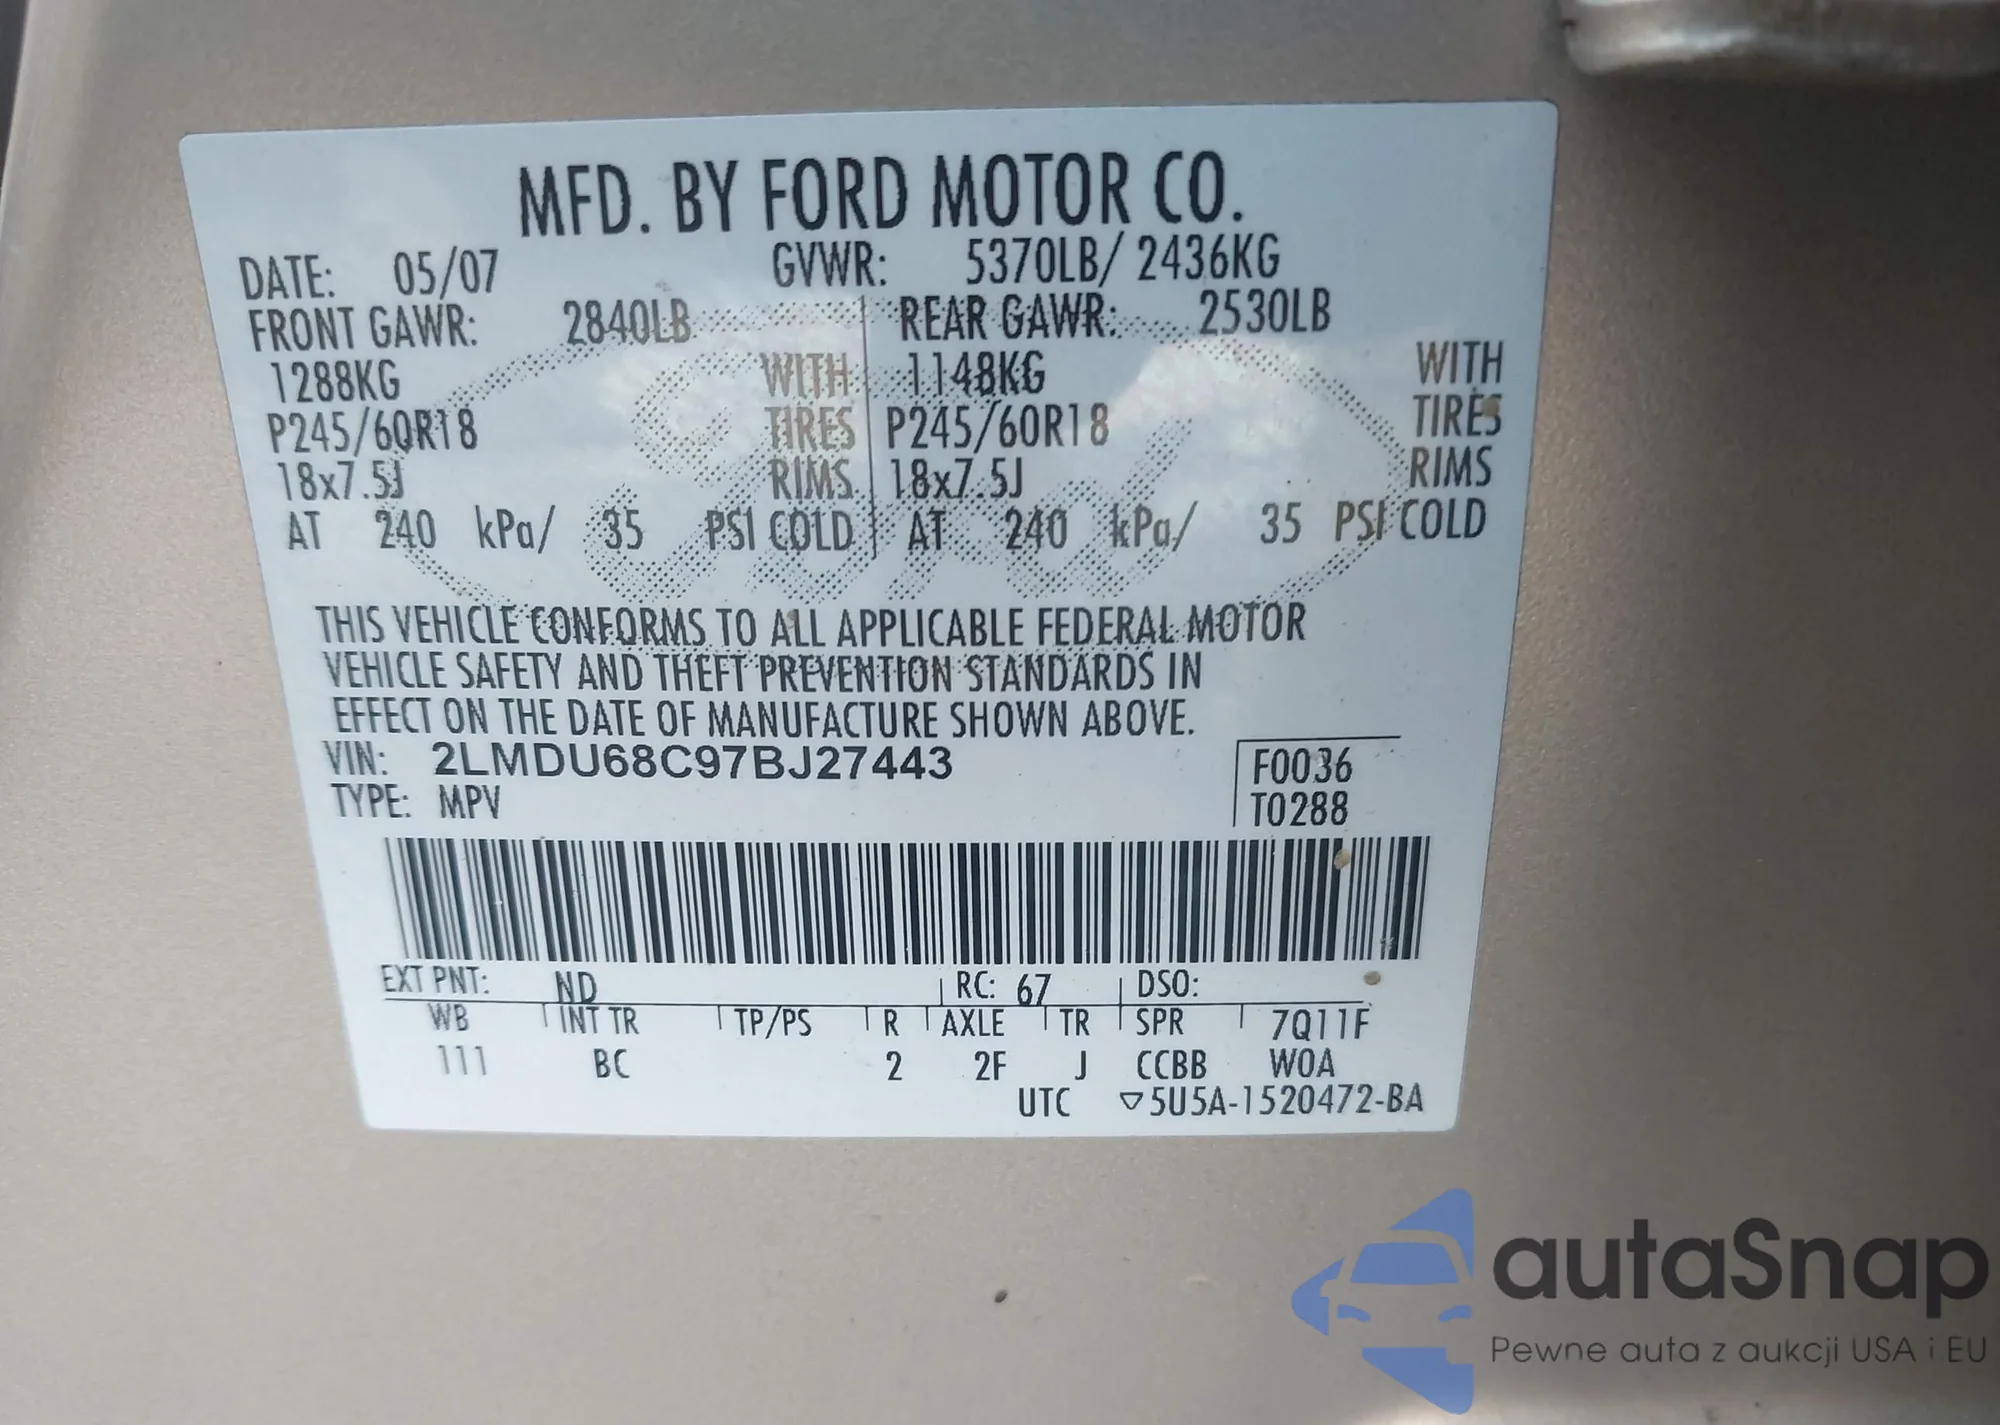 MFD. BY FORD MOTOR CO.
DATE: 05/07 GVWR: 5370LB/ 2436KG
FRONT GAWR: 2840LB REAR GAWR: 2530LB
1288KG WITH 1148KG WITH
P245/60R18 TIRES P245/60R18 TIRES
18x7.5J RIMS 18x7.5J RIMS
AT 240 kPa/ 35 PSI COLD AT 240 kPa/ 35 PSI COLD
THIS VEHICLE CONFORMS TO ALL APPLICABLE FEDERAL MOTOR
VEHICLE SAFETY AND THEFT PREVENTION STANDARDS IN
EFFECT ON THE DATE OF MANUFACTURE SHOWN ABOVE.
VIN: 2LMDU68C97BJ27443 F0036
TYPE: MPV T0288
EXT PNT: ND RC: 67 DSO:
WB INT TR TP/PS R AXLE TR SPR 7Q11F
111 BC 2 2F J CCBB WOA
UTC ▽5U5A-1520472-BA
autaSnap
Pewne auta z aukcji USA i EU